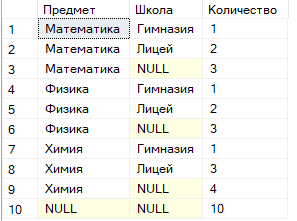 Предмет Школа Количество
1 Математика Гимназия 1
2 Математика Лицей 2
3 Математика NULL 3
4 Физика Гимназия 1
5 Физика Лицей 2
6 Физика NULL 3
7 Химия Гимназия 1
8 Химия Лицей 3
9 Химия NULL 4
10 NULL NULL 10